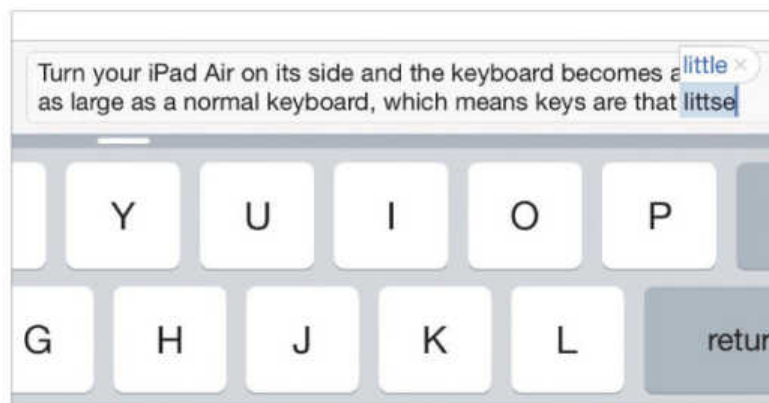 little ×
Turn your iPad Air on its side and the keyboard becomes a
as large as a normal keyboard, which means keys are that littse
Y U I O P
G H J K L retur